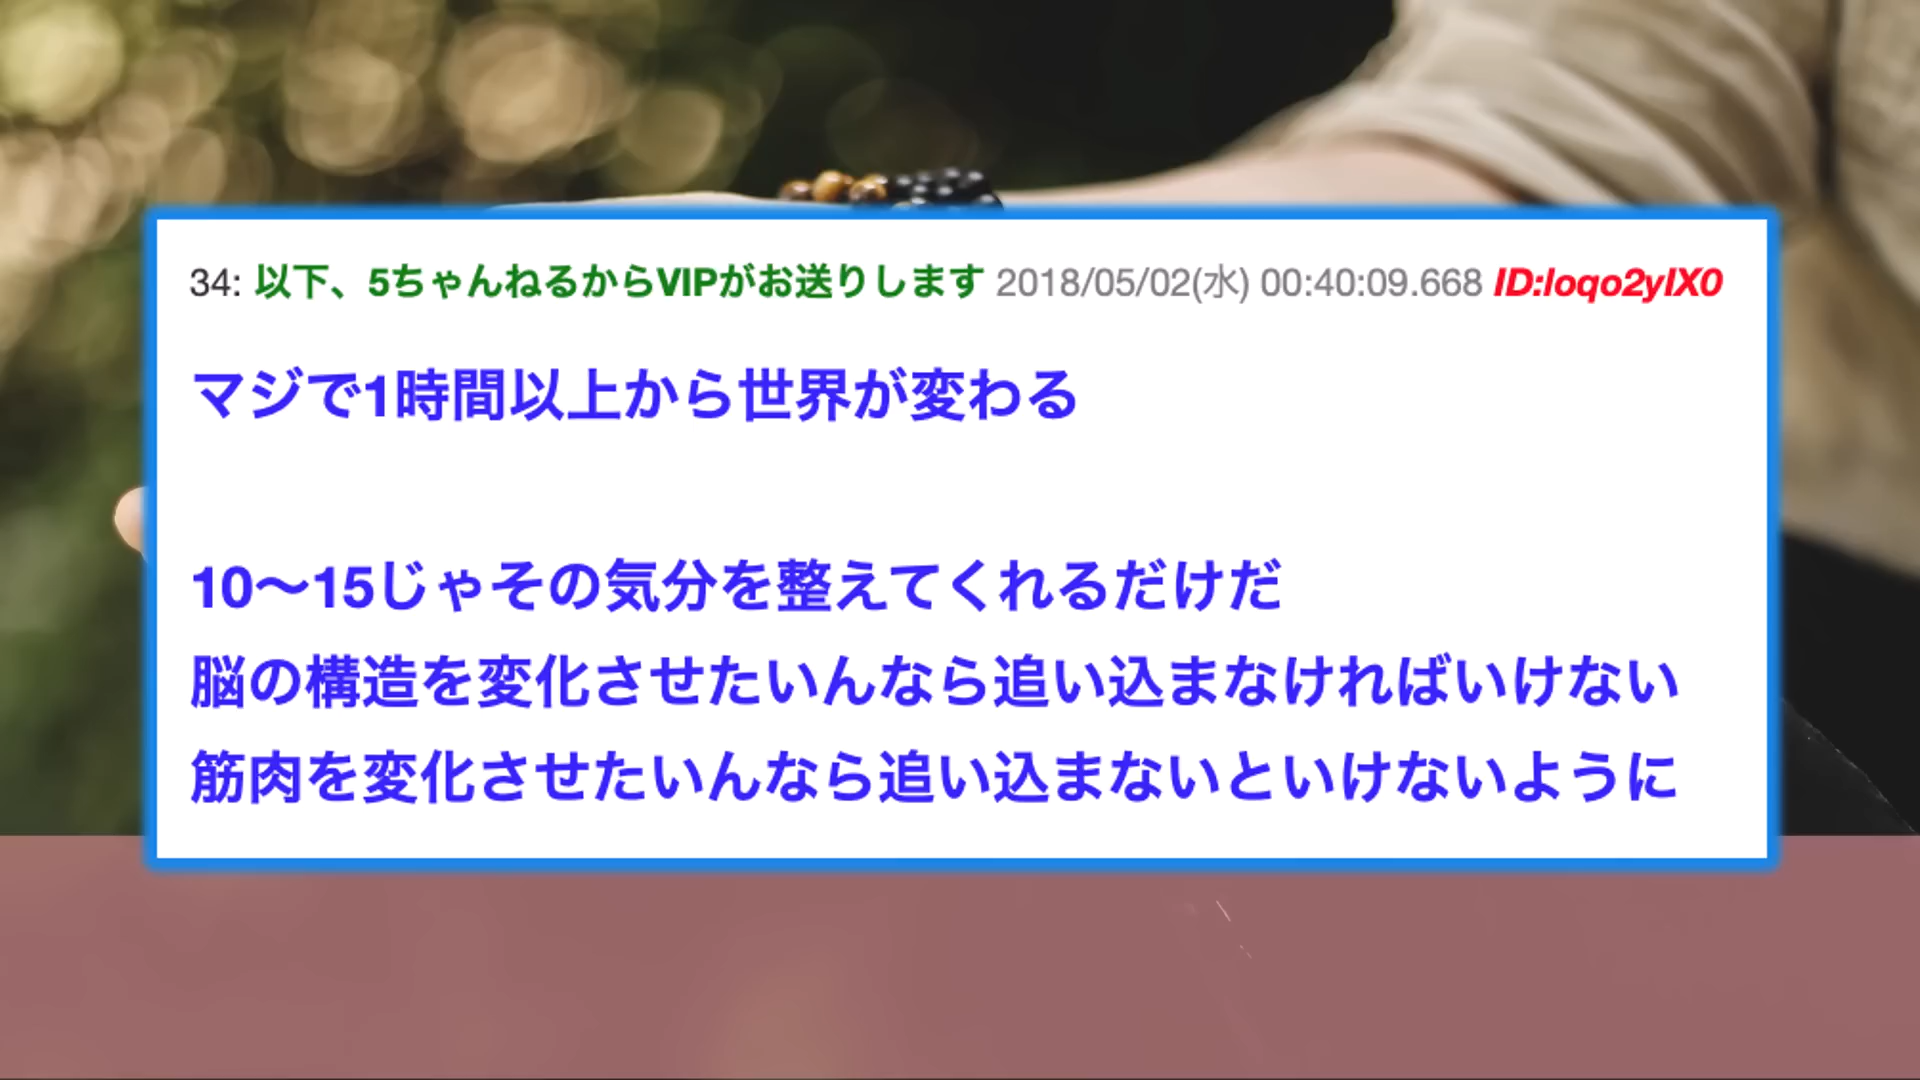 34: 以下、5ちゃんねるからVIPがお送りします 2018/05/02(水) 00:40:09.668 ID:loqo2yIX0
マジで1時間以上から世界が変わる
10〜15じゃその気分を整えてくれるだけだ
脳の構造を変化させたいんなら追い込まなければいけない
筋肉を変化させたいんなら追い込まないといけないように